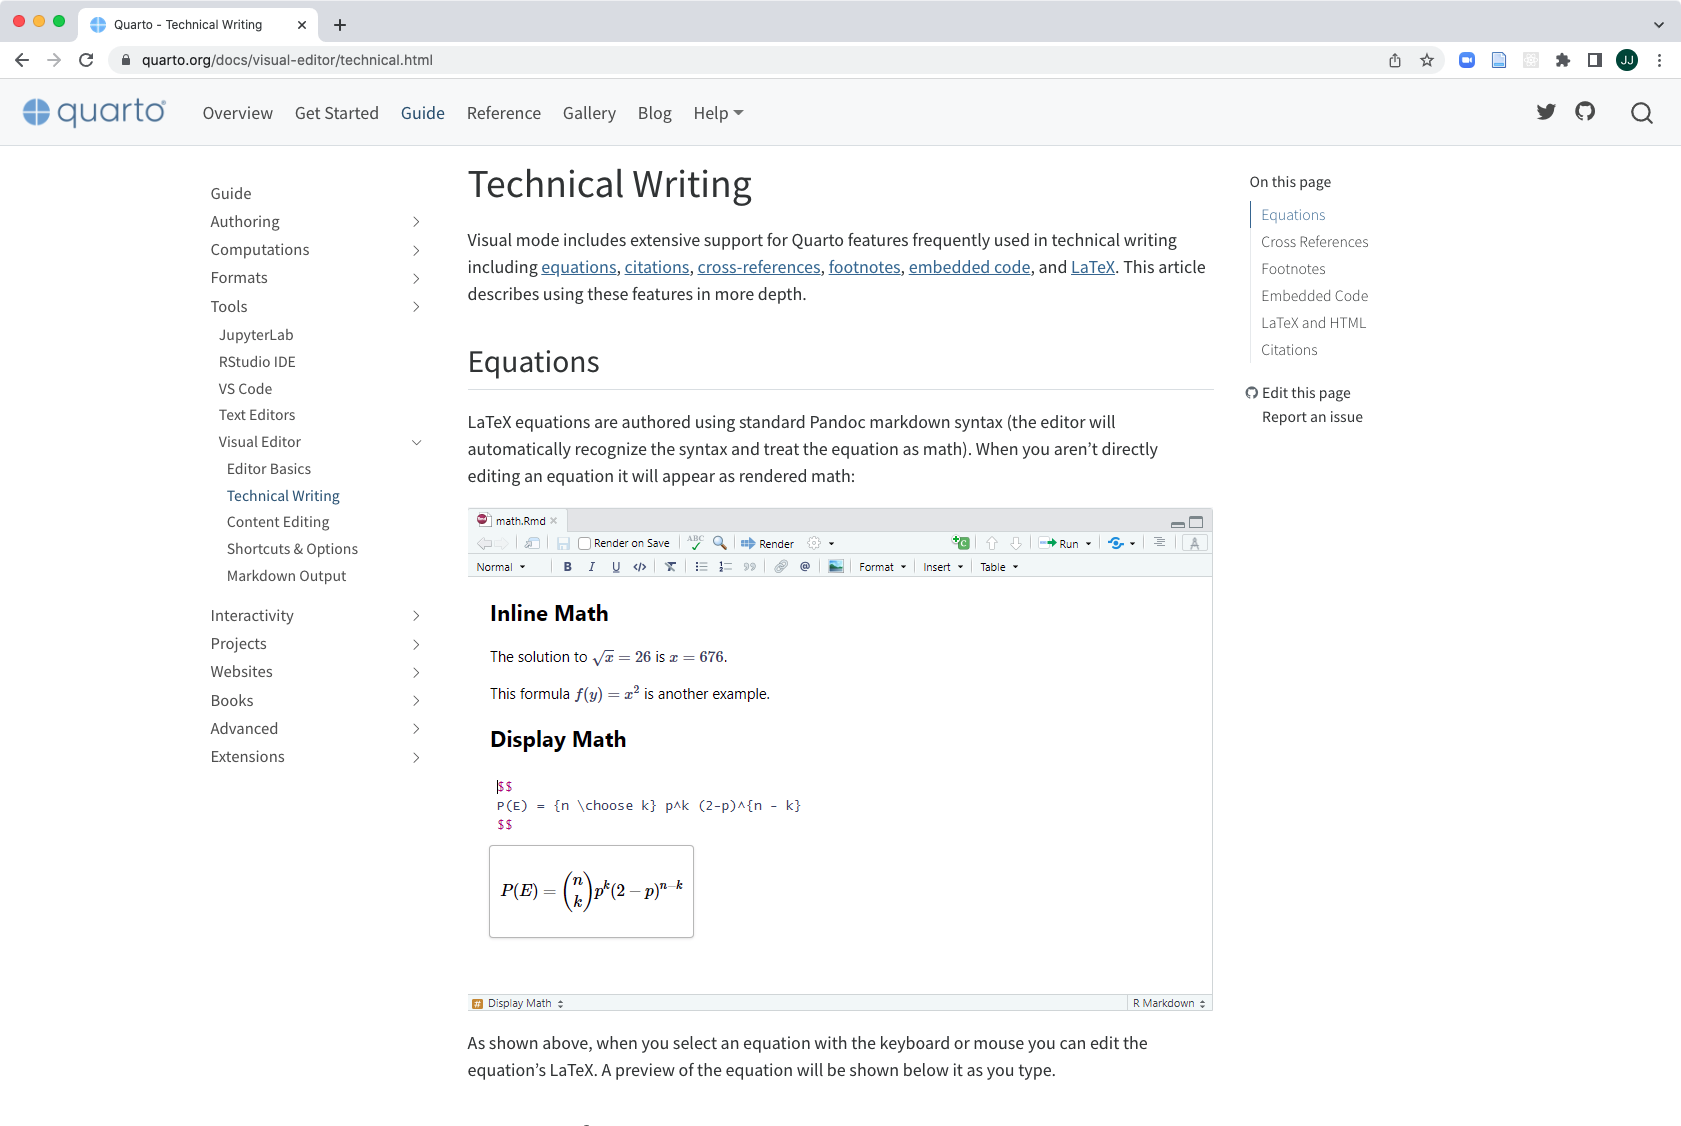 Quarto - Technical Writing
quarto.org/docs/visual-editor/technical.html
JJ
quarto
Overview Get Started Guide Reference Gallery Blog Help
Guide
Authoring
Computations
Formats
Tools
JupyterLab
RStudio IDE
VS Code
Text Editors
Visual Editor
Editor Basics
Technical Writing
Content Editing
Shortcuts & Options
Markdown Output
Interactivity
Projects
Websites
Books
Advanced
Extensions
Technical Writing
Visual mode includes extensive support for Quarto features frequently used in technical writing
including equations, citations, cross-references, footnotes, embedded code, and LaTeX. This article
describes using these features in more depth.
Equations
LaTeX equations are authored using standard Pandoc markdown syntax (the editor will
automatically recognize the syntax and treat the equation as math). When you aren’t directly
editing an equation it will appear as rendered math:
math.Rmd
Render on Save ABC Render Run
Normal B I U </> Format Insert Table
Inline Math
The solution to √x = 26 is x = 676.
This formula f(y) = x² is another example.
Display Math
$$
P(E) = {n \choose k} p^k (2-p)^{n - k}
$$
P(E) = (n k) p^k (2 − p)^n−k
# Display Math R Markdown
As shown above, when you select an equation with the keyboard or mouse you can edit the
equation’s LaTeX. A preview of the equation will be shown below it as you type.
On this page
Equations
Cross References
Footnotes
Embedded Code
LaTeX and HTML
Citations
Edit this page
Report an issue